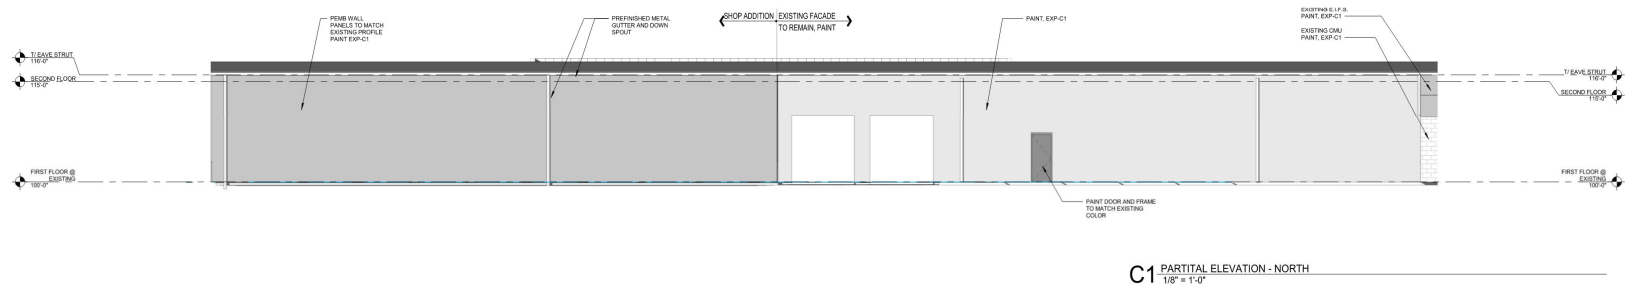 PEMB WALL
PANELS TO MATCH
EXISTING PROFILE
PAINT EXP-C1
PREFINISHED METAL
GUTTER AND DOWN
SPOUT
SHOP ADDITION
EXISTING FACADE
TO REMAIN, PAINT
PAINT, EXP-C1
EXISTING E.I.F.S.
PAINT, EXP-C1
EXISTING CMU
PAINT, EXP-C1
T/ EAVE STRUT
116'-0"
SECOND FLOOR
115'-0"
T/ EAVE STRUT
116'-0"
SECOND FLOOR
115'-0"
FIRST FLOOR @
EXISTING
100'-0"
FIRST FLOOR @
EXISTING
100'-0"
PAINT DOOR AND FRAME
TO MATCH EXISTING
COLOR
C1 PARTITAL ELEVATION - NORTH
1/8" = 1'-0"